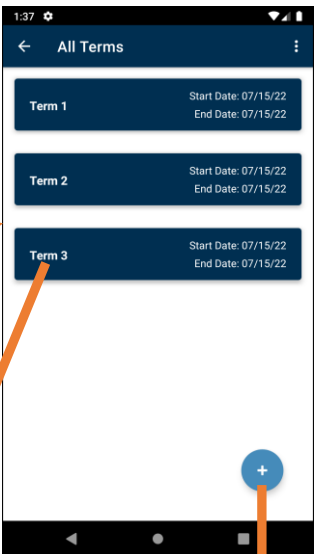 1:37
All Terms
Term 1
Start Date: 07/15/22
End Date: 07/15/22
Term 2
Start Date: 07/15/22
End Date: 07/15/22
Term 3
Start Date: 07/15/22
End Date: 07/15/22
+